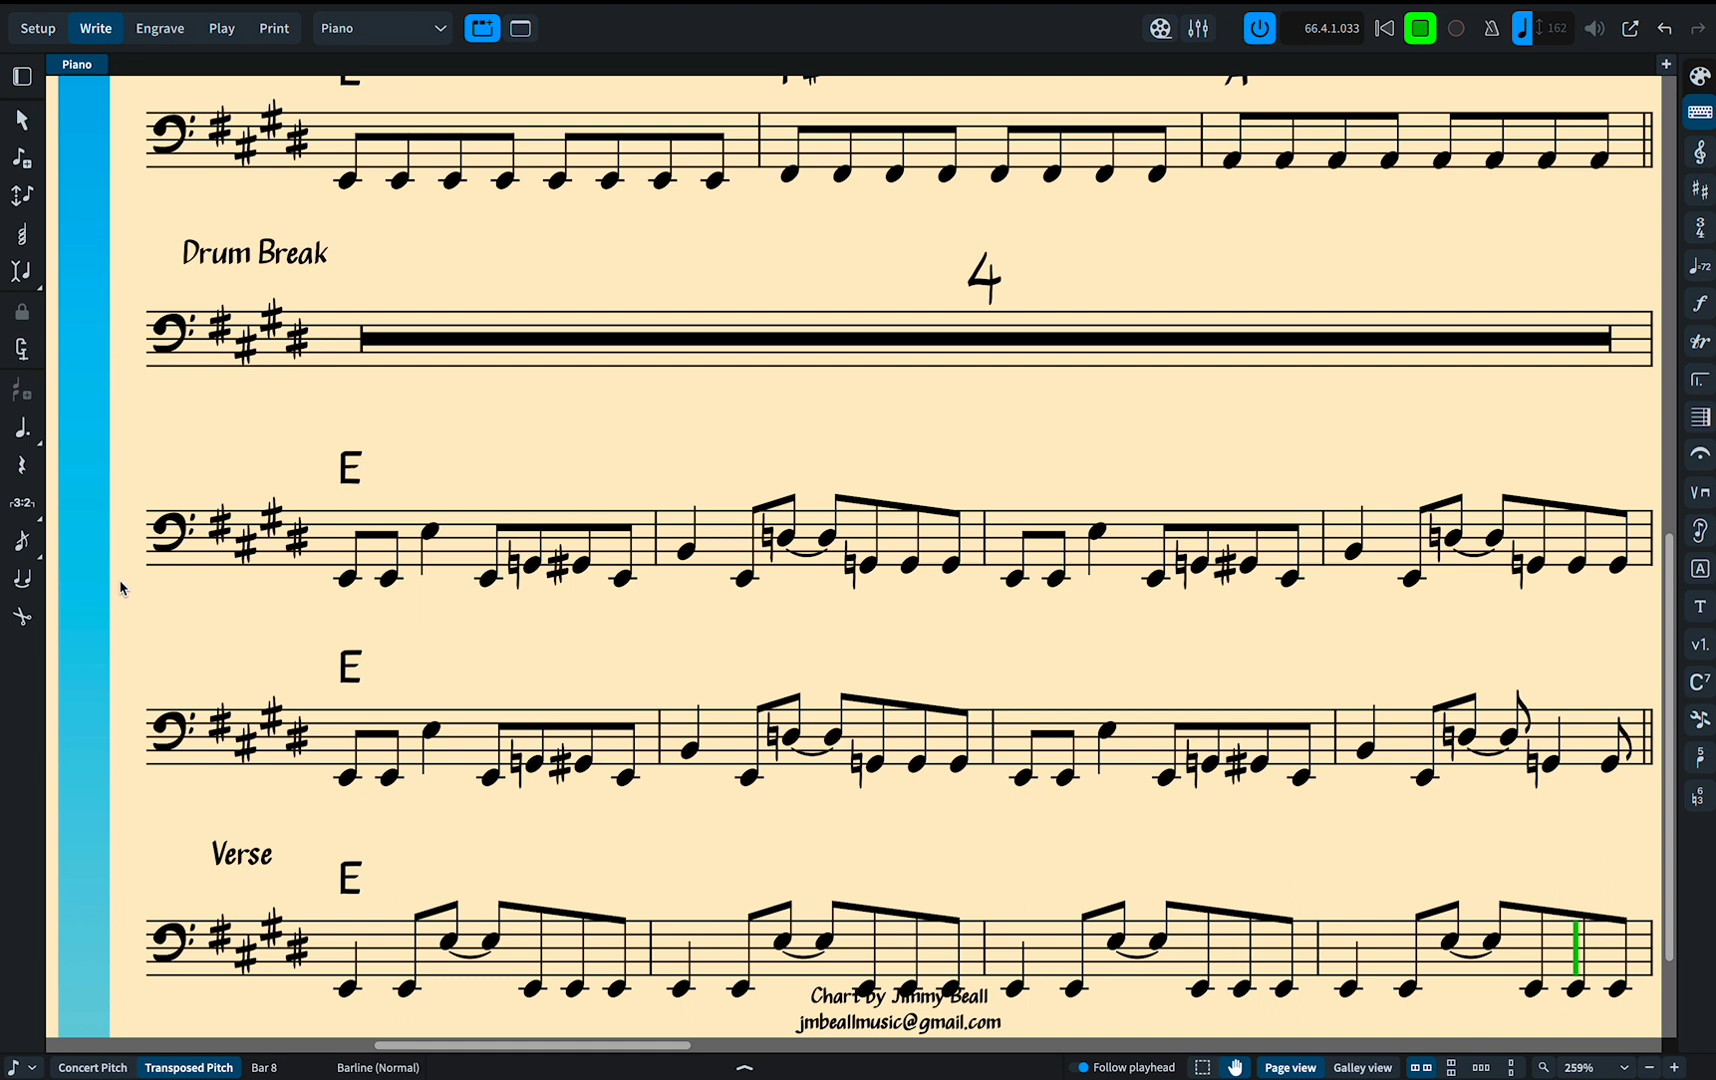 Setup Write Engrave Play Print Piano 66.4.1.033 162
Piano
Drum Break
4
E
E
Verse
E
Chart by Jimmy Beall
jmbeallmusic@gmail.com
Concert Pitch Transposed Pitch Bar 8 Barline (Normal) Follow playhead Page view Galley view 259%